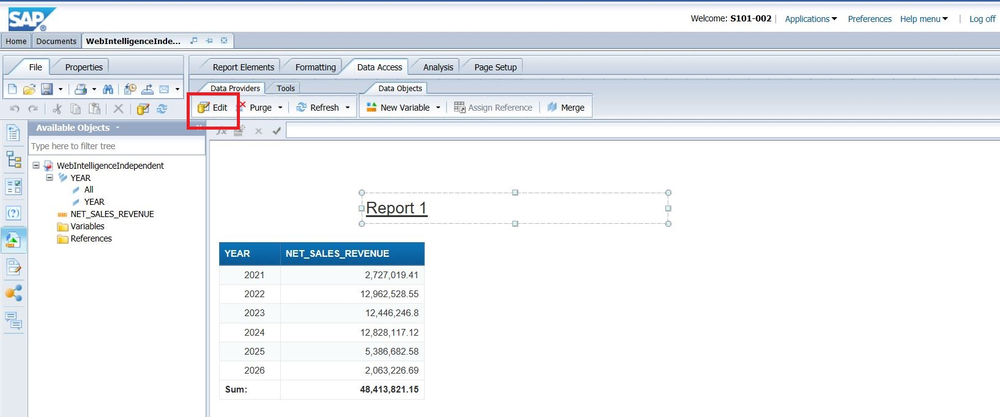 SAP ®
Welcome: S101-002 | Applications Preferences Help menu | Log off
Home Documents WebIntelligenceInde...
File Properties Report Elements Formatting Data Access Analysis Page Setup
Data Providers Tools Data Objects
Edit Purge Refresh New Variable Assign Reference Merge
Available Objects
fx
Type here to filter tree
WebIntelligenceIndependent
YEAR
All
YEAR
NET_SALES_REVENUE
Variables
References
Report 1
YEAR NET_SALES_REVENUE
2021 2,727,019.41
2022 12,962,528.55
2023 12,446,246.8
2024 12,828,117.12
2025 5,386,682.58
2026 2,063,226.69
Sum: 48,413,821.15